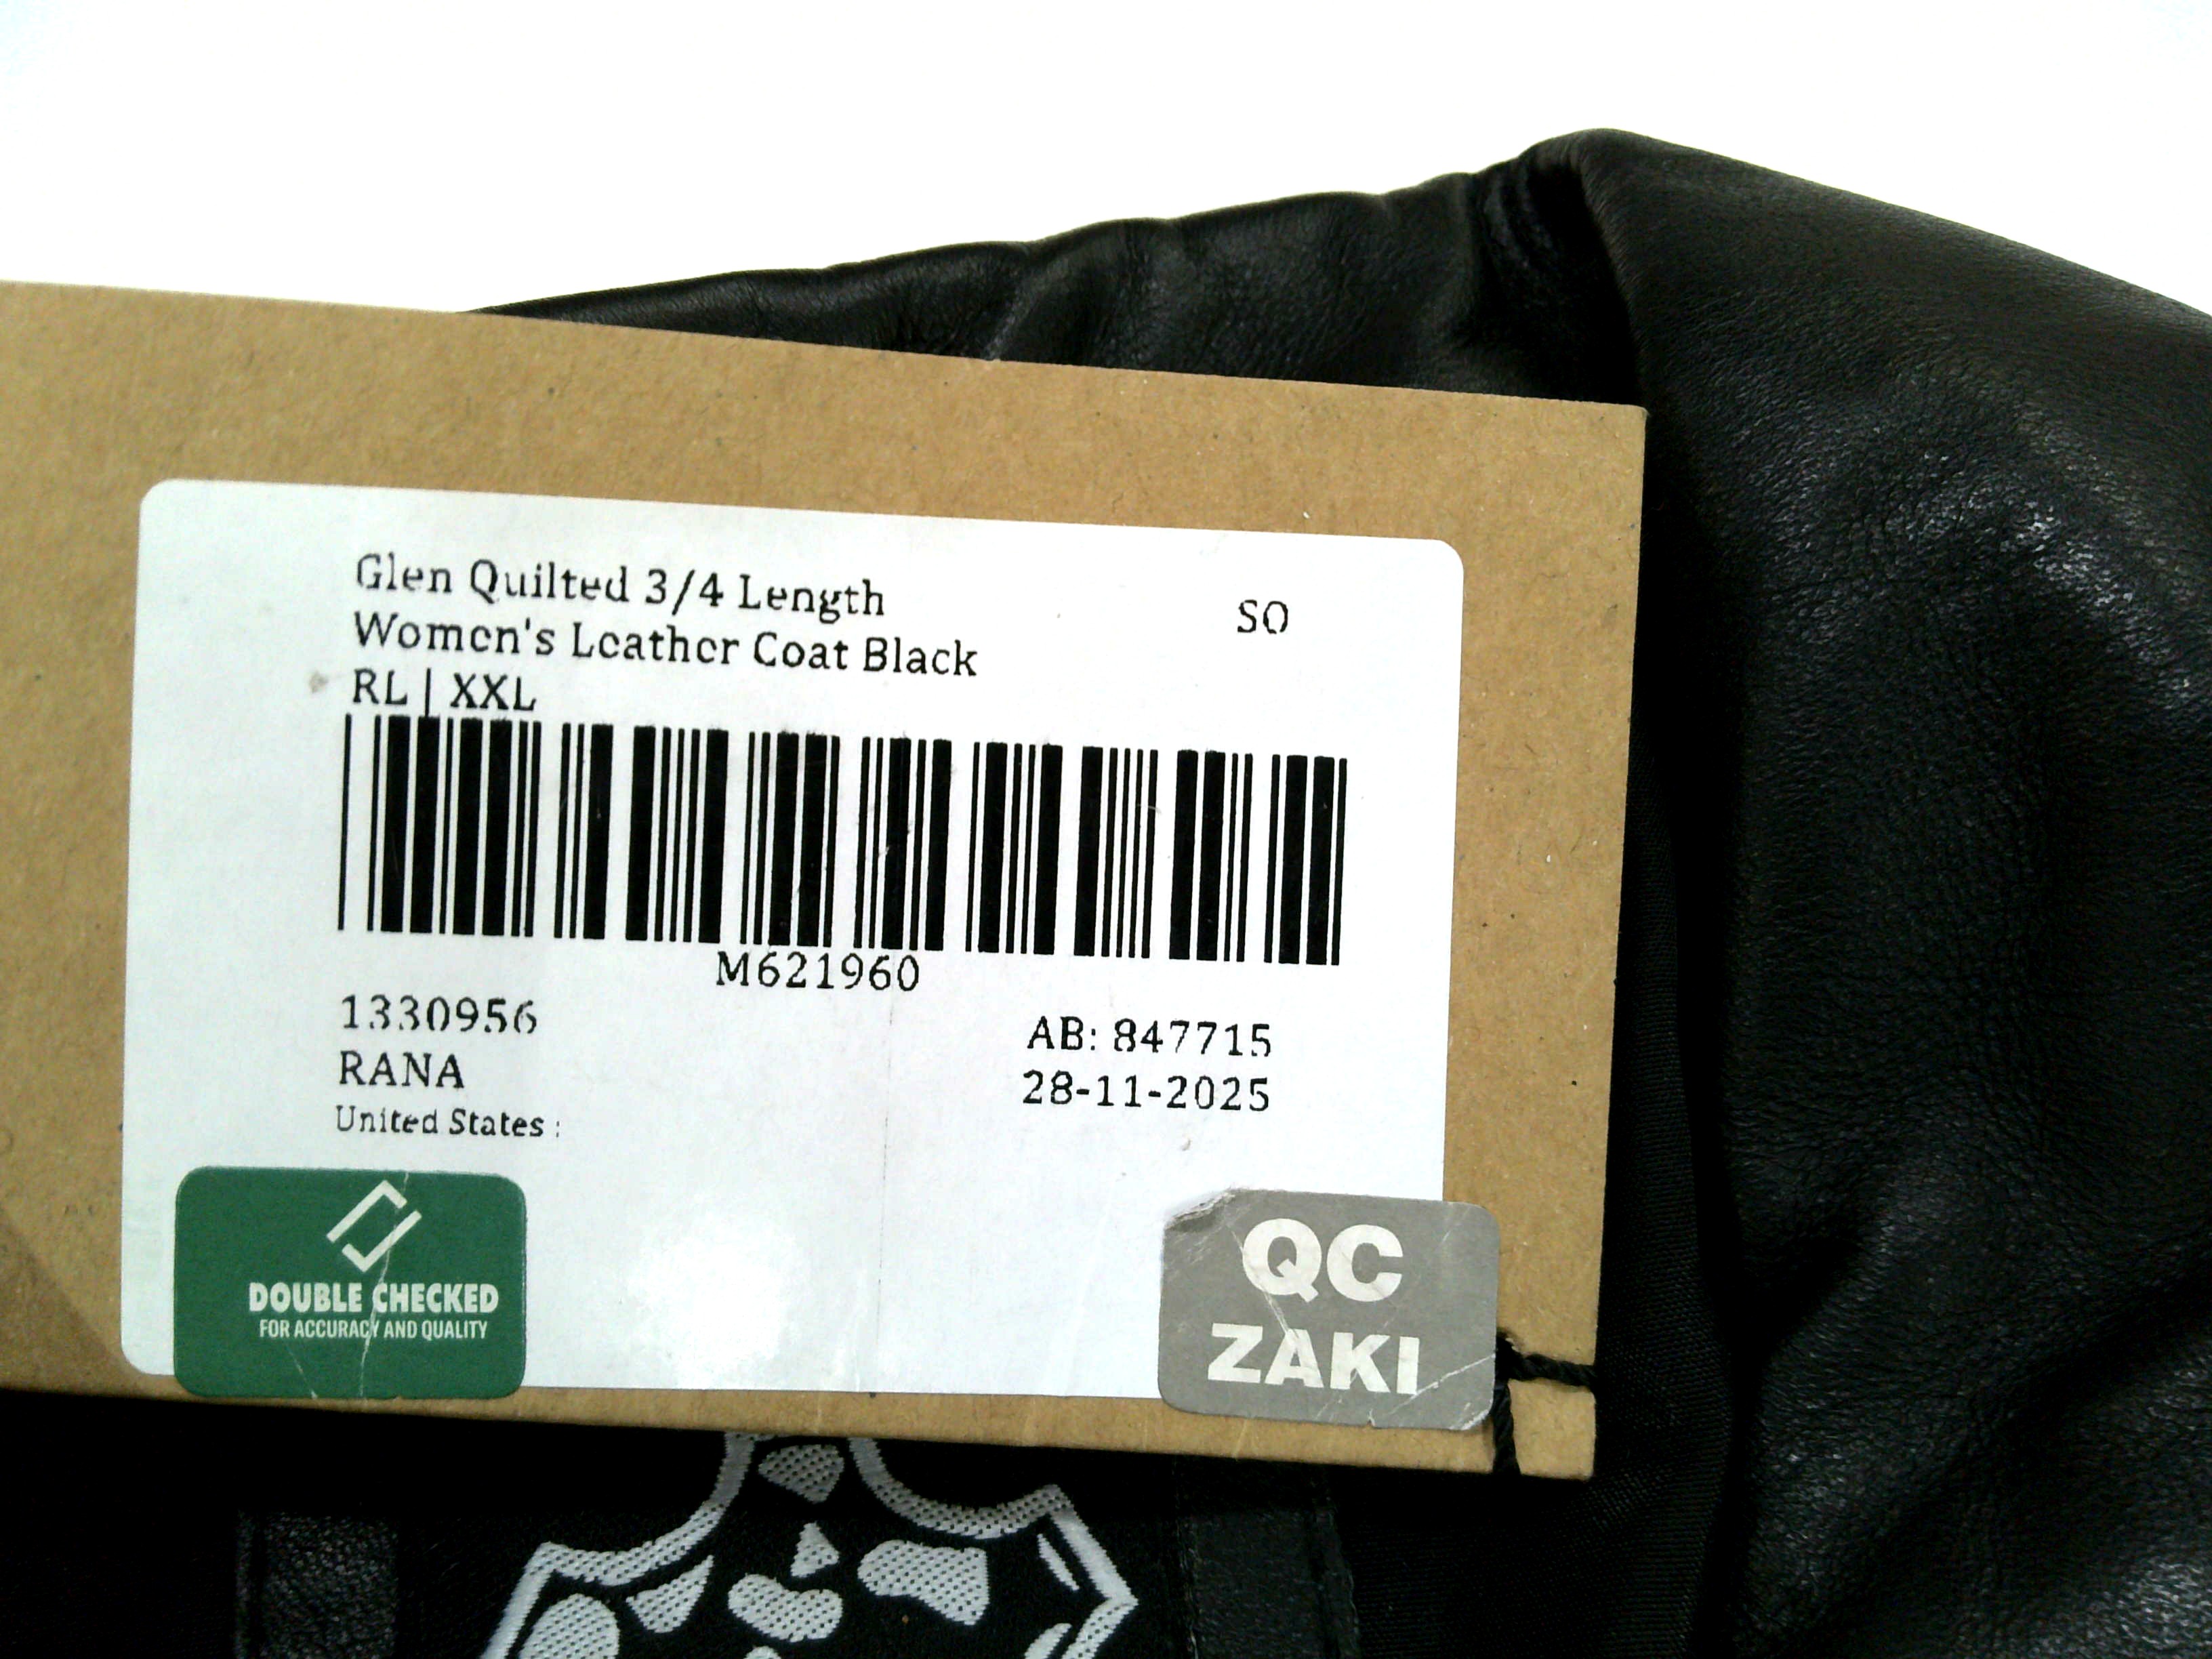 Glen Quilted 3/4 Length
SO
Women's Leather Coat Black
RL | XXL
M621960
1330956
AB: 847715
RANA
28-11-2025
United States :
DOUBLE CHECKED
FOR ACCURACY AND QUALITY
QC
ZAKI